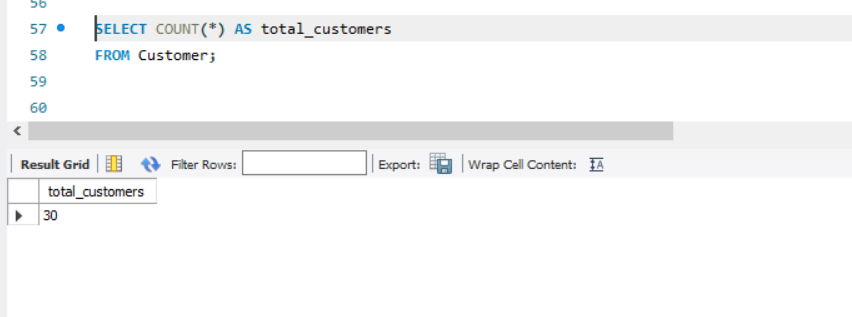 56
57 SELECT COUNT(*) AS total_customers
58 FROM Customer;
59
60
Result Grid Filter Rows: Export: Wrap Cell Content: IA
total_customers
30